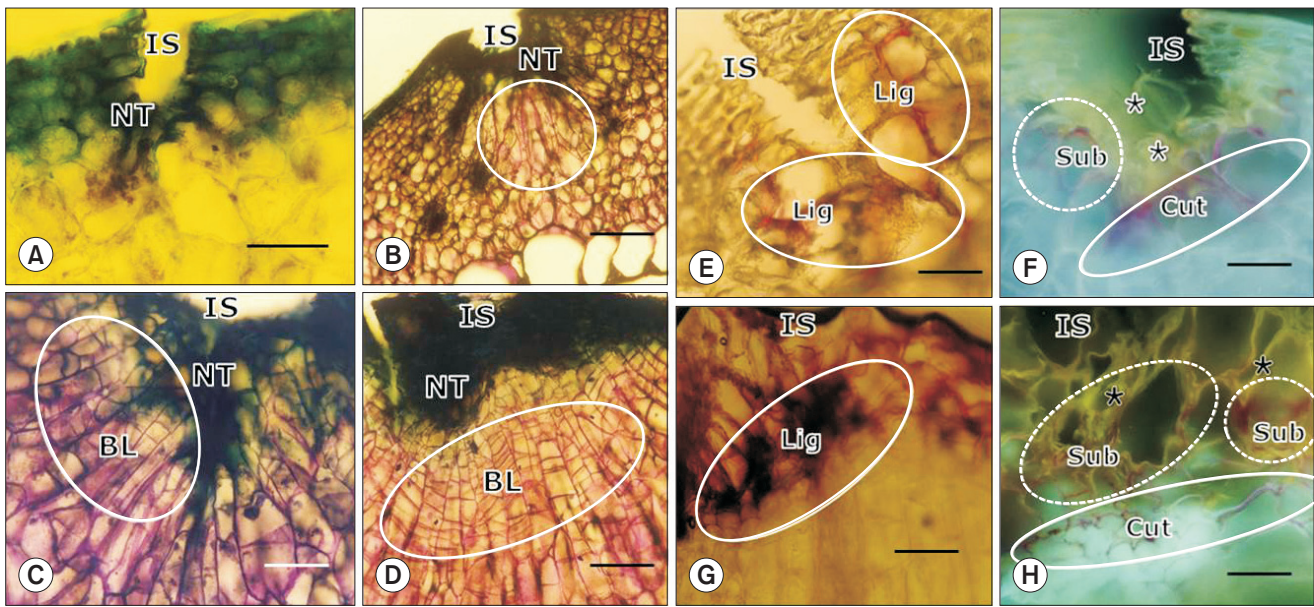 IS
NT
A
IS
NT
B
IS
Lig
Lig
E
IS
*
*
Sub
Cut
F
IS
NT
BL
C
IS
NT
BL
D
IS
Lig
G
IS
*
*
Sub
Sub
Cut
H